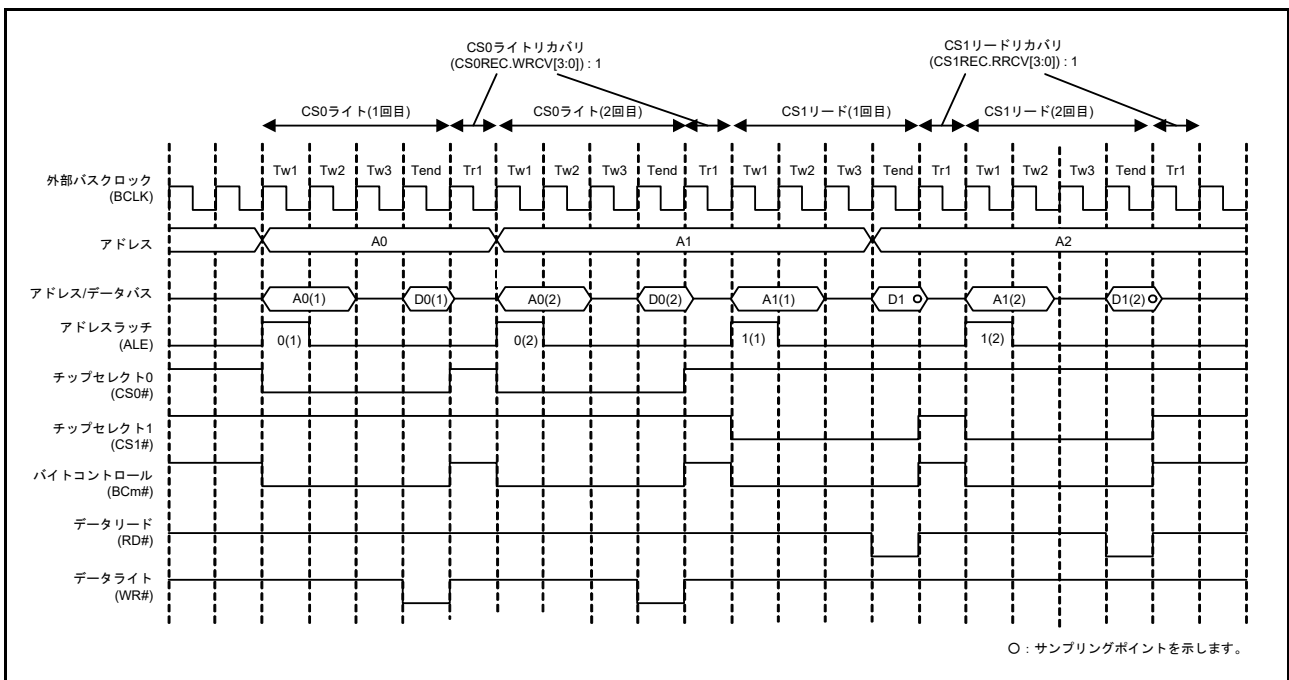 CS0ライトリカバリ
(CS0REC.WRCV[3:0]) : 1
CS1リードリカバリ
(CS1REC.RRCV[3:0]) : 1
CS0ライト(1回目)
CS0ライト(2回目)
CS1リード(1回目)
CS1リード(2回目)
Tw1 Tw2 Tw3 Tend Tr1 Tw1 Tw2 Tw3 Tend Tr1 Tw1 Tw2 Tw3 Tend Tr1 Tw1 Tw2 Tw3 Tend Tr1
外部バスクロック
(BCLK)
アドレス
A0 A1 A2
アドレス/データバス
A0(1) D0(1) A0(2) D0(2) A1(1) D1 A1(2) D1(2)
アドレスラッチ
(ALE)
0(1) 0(2) 1(1) 1(2)
チップセレクト0
(CS0#)
チップセレクト1
(CS1#)
バイトコントロール
(BCm#)
データリード
(RD#)
データライト
(WR#)
○ : サンプリングポイントを示します。